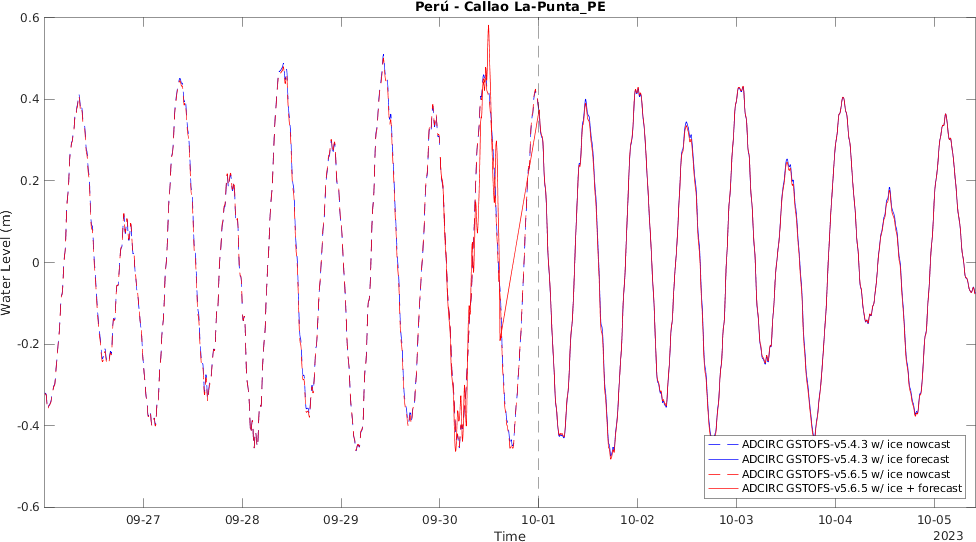 Perú - Callao La-Punta_PE
0.6
0.4
0.2
0
-0.2
-0.4
-0.6
Water Level (m)
09-27 09-28 09-29 09-30 10-01 10-02 10-03 10-04 10-05
Time
2023
ADCIRC GSTOFS-v5.4.3 w/ ice nowcast
ADCIRC GSTOFS-v5.4.3 w/ ice forecast
ADCIRC GSTOFS-v5.6.5 w/ ice nowcast
ADCIRC GSTOFS-v5.6.5 w/ ice + forecast